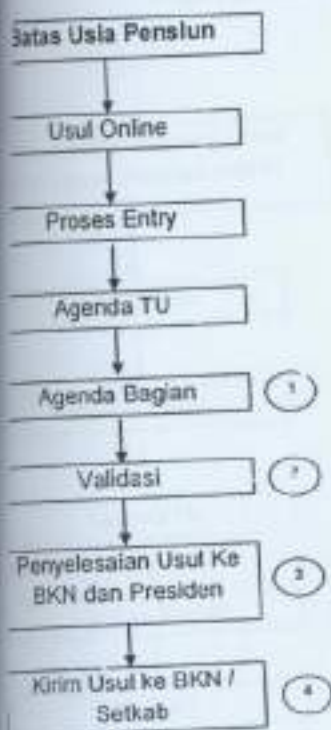 Batas Usia Pensiun
Usul Online
Proses Entry
Agenda TU
Agenda Bagian
1
Validasi
Penyelesaian Usul Ke
BKN dan Presiden
3
Kirim Usul ke BKN /
Setkab
4